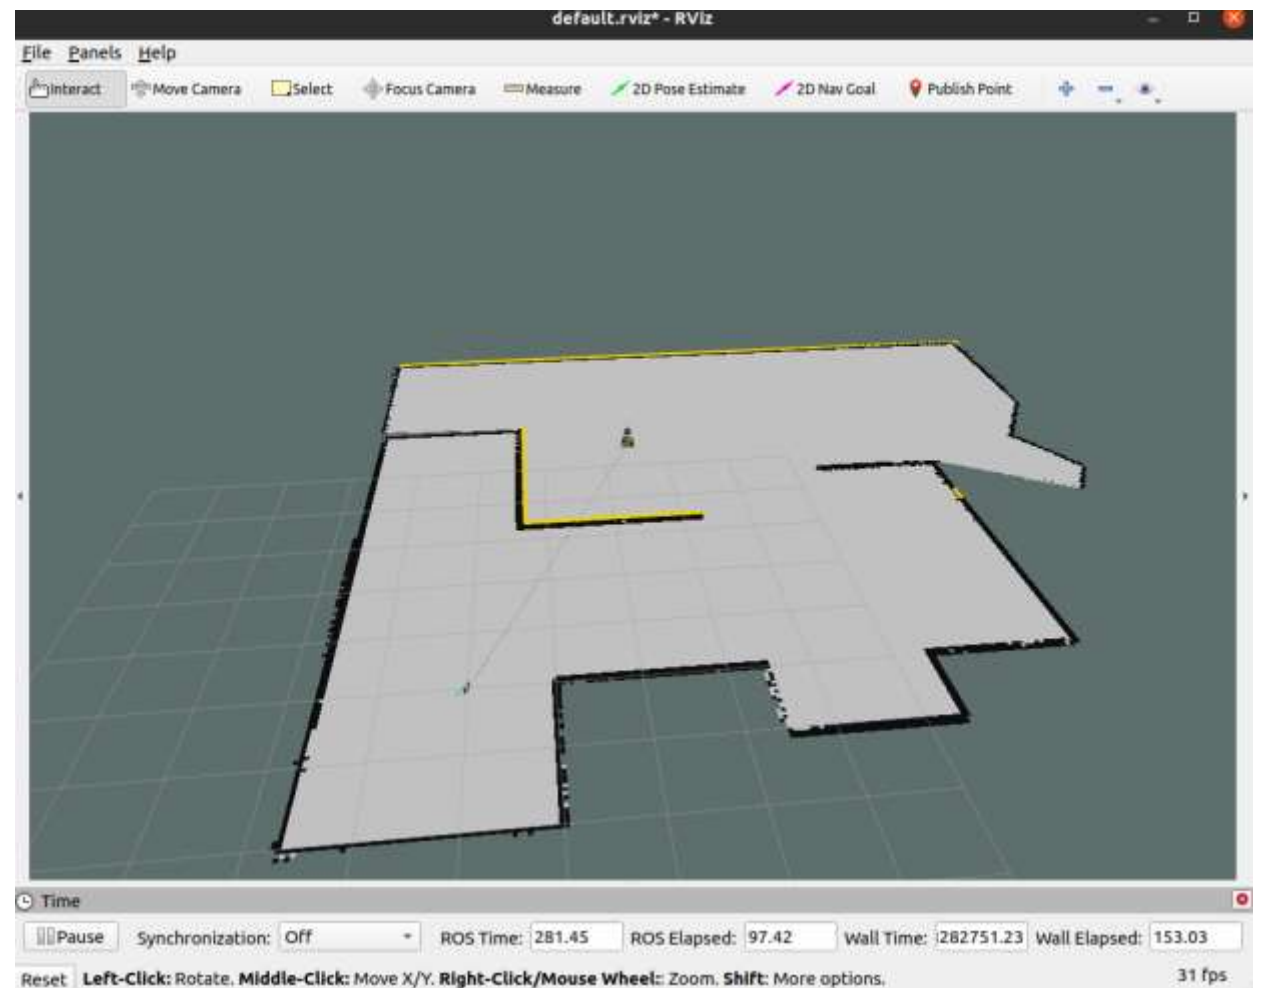 default.rviz* - RViz
File Panels Help
Interact Move Camera Select Focus Camera Measure 2D Pose Estimate 2D Nav Goal Publish Point
Time
Pause Synchronization: Off ROS Time: 281.45 ROS Elapsed: 97.42 Wall Time: 282751.23 Wall Elapsed: 153.03
Reset Left-Click: Rotate. Middle-Click: Move X/Y. Right-Click/Mouse Wheel:: Zoom. Shift: More options. 31 fps